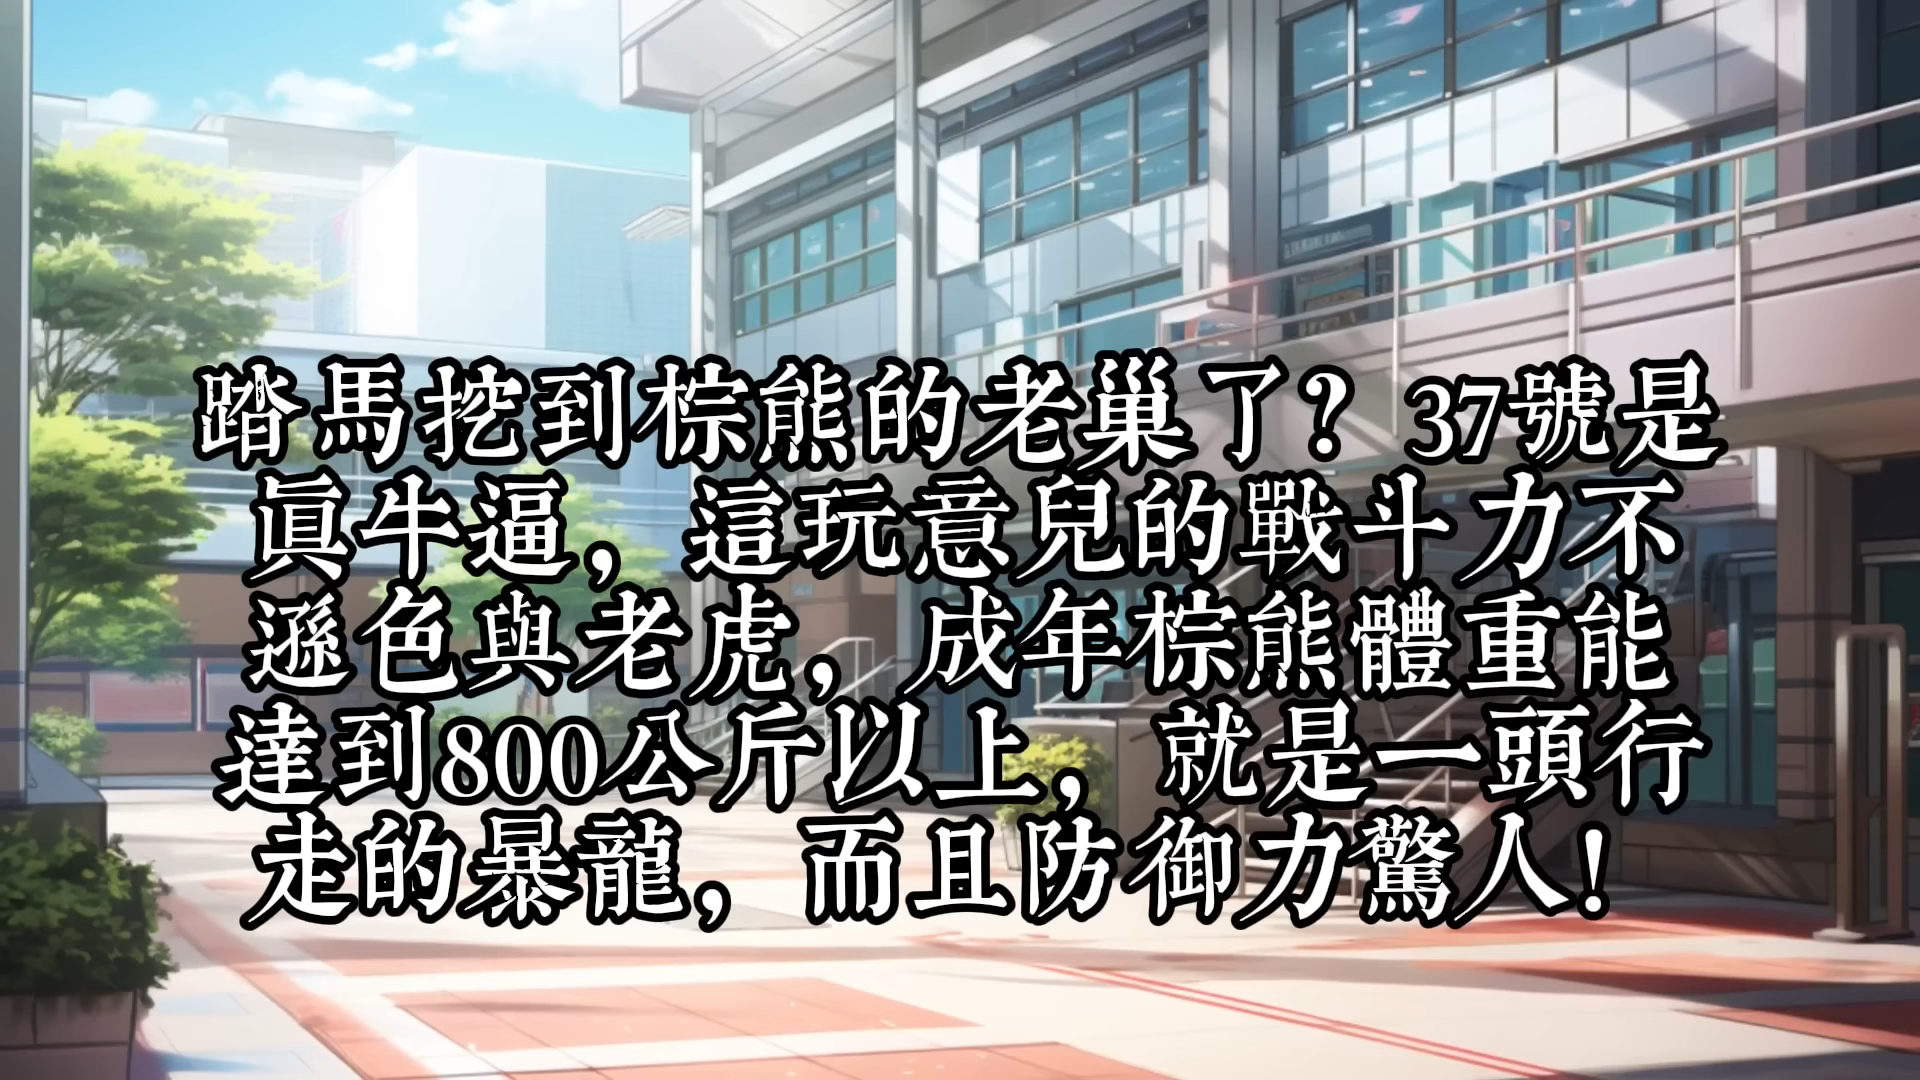 踏馬挖到棕熊的老巢了？37號是
眞牛逼，這玩意兒的戰斗力不
遜色與老虎，成年棕熊體重能
達到800公斤以上，就是一頭行
走的暴龍，而且防御力驚人！